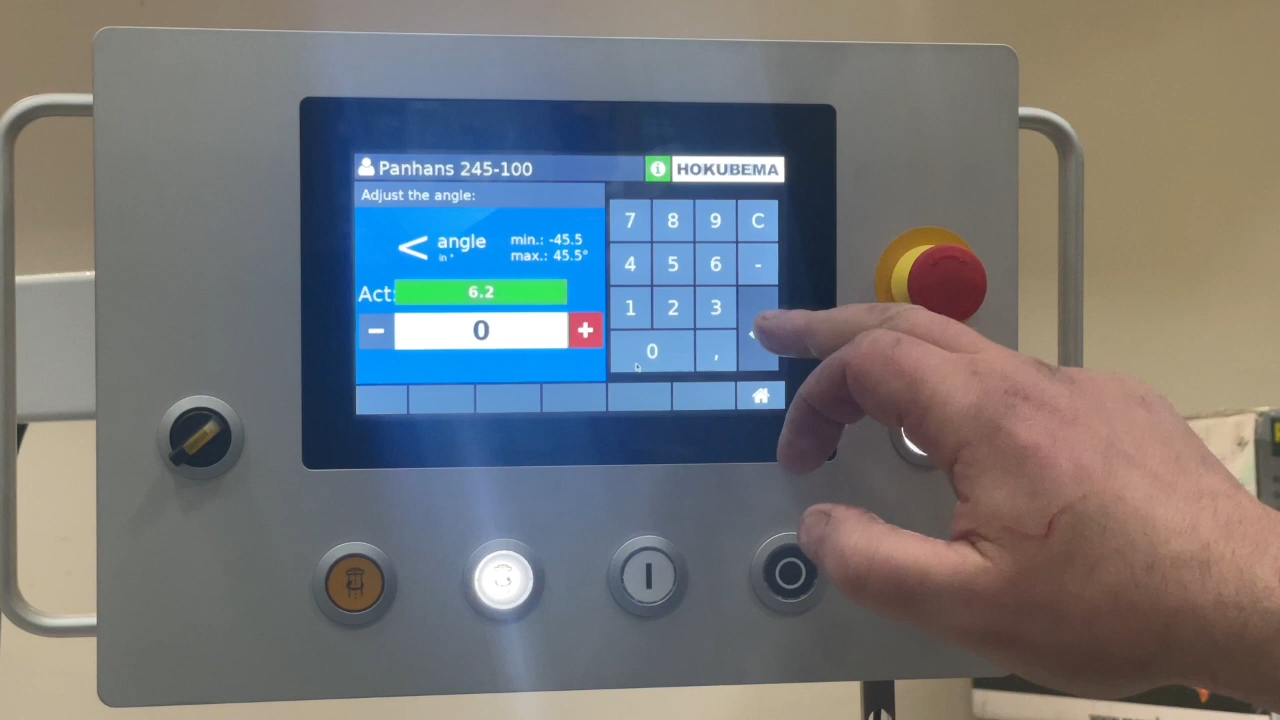 Panhans 245-100
i HOKUBEMA
Adjust the angle:
< angle
in °
min.: -45.5
max.: 45.5°
Act: 6.2
− 0 +
7 8 9 C
4 5 6 -
1 2 3
0 ,